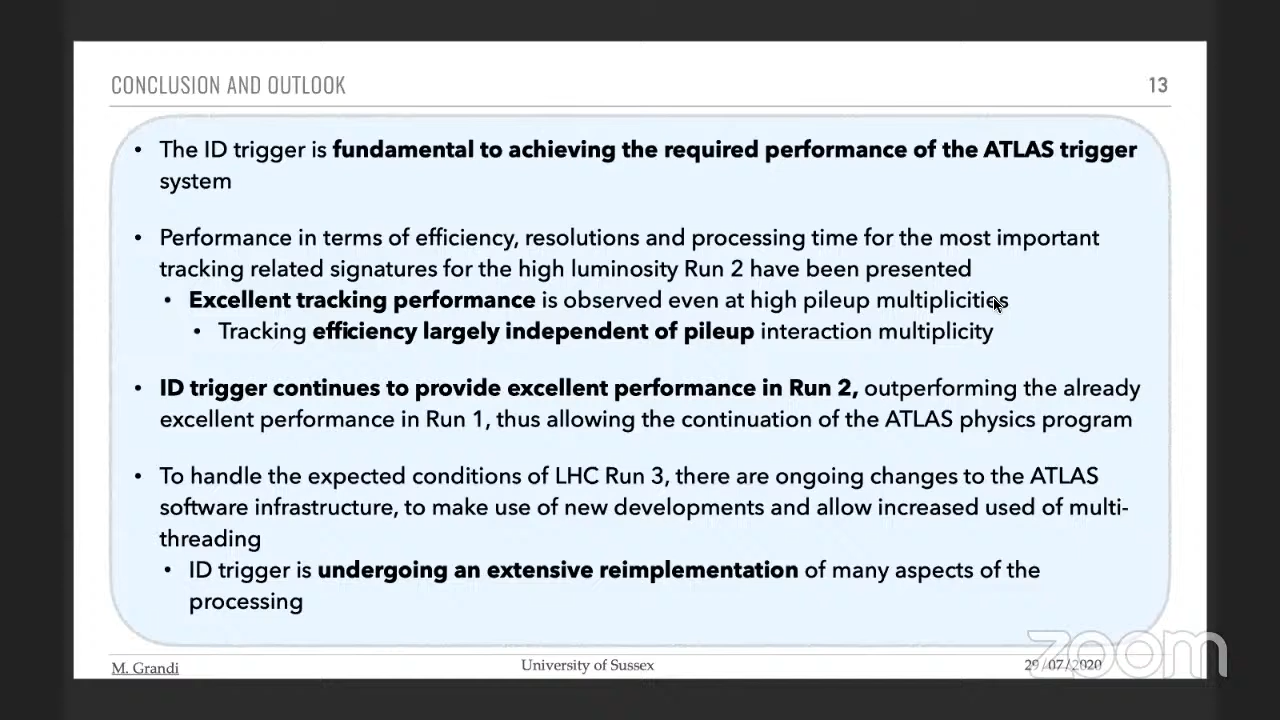 CONCLUSION AND OUTLOOK 13
• The ID trigger is fundamental to achieving the required performance of the ATLAS trigger
system
• Performance in terms of efficiency, resolutions and processing time for the most important
tracking related signatures for the high luminosity Run 2 have been presented
• Excellent tracking performance is observed even at high pileup multiplicities
• Tracking efficiency largely independent of pileup interaction multiplicity
• ID trigger continues to provide excellent performance in Run 2, outperforming the already
excellent performance in Run 1, thus allowing the continuation of the ATLAS physics program
• To handle the expected conditions of LHC Run 3, there are ongoing changes to the ATLAS
software infrastructure, to make use of new developments and allow increased used of multi-
threading
• ID trigger is undergoing an extensive reimplementation of many aspects of the
processing
M. Grandi University of Sussex 29/07/2020
zoom